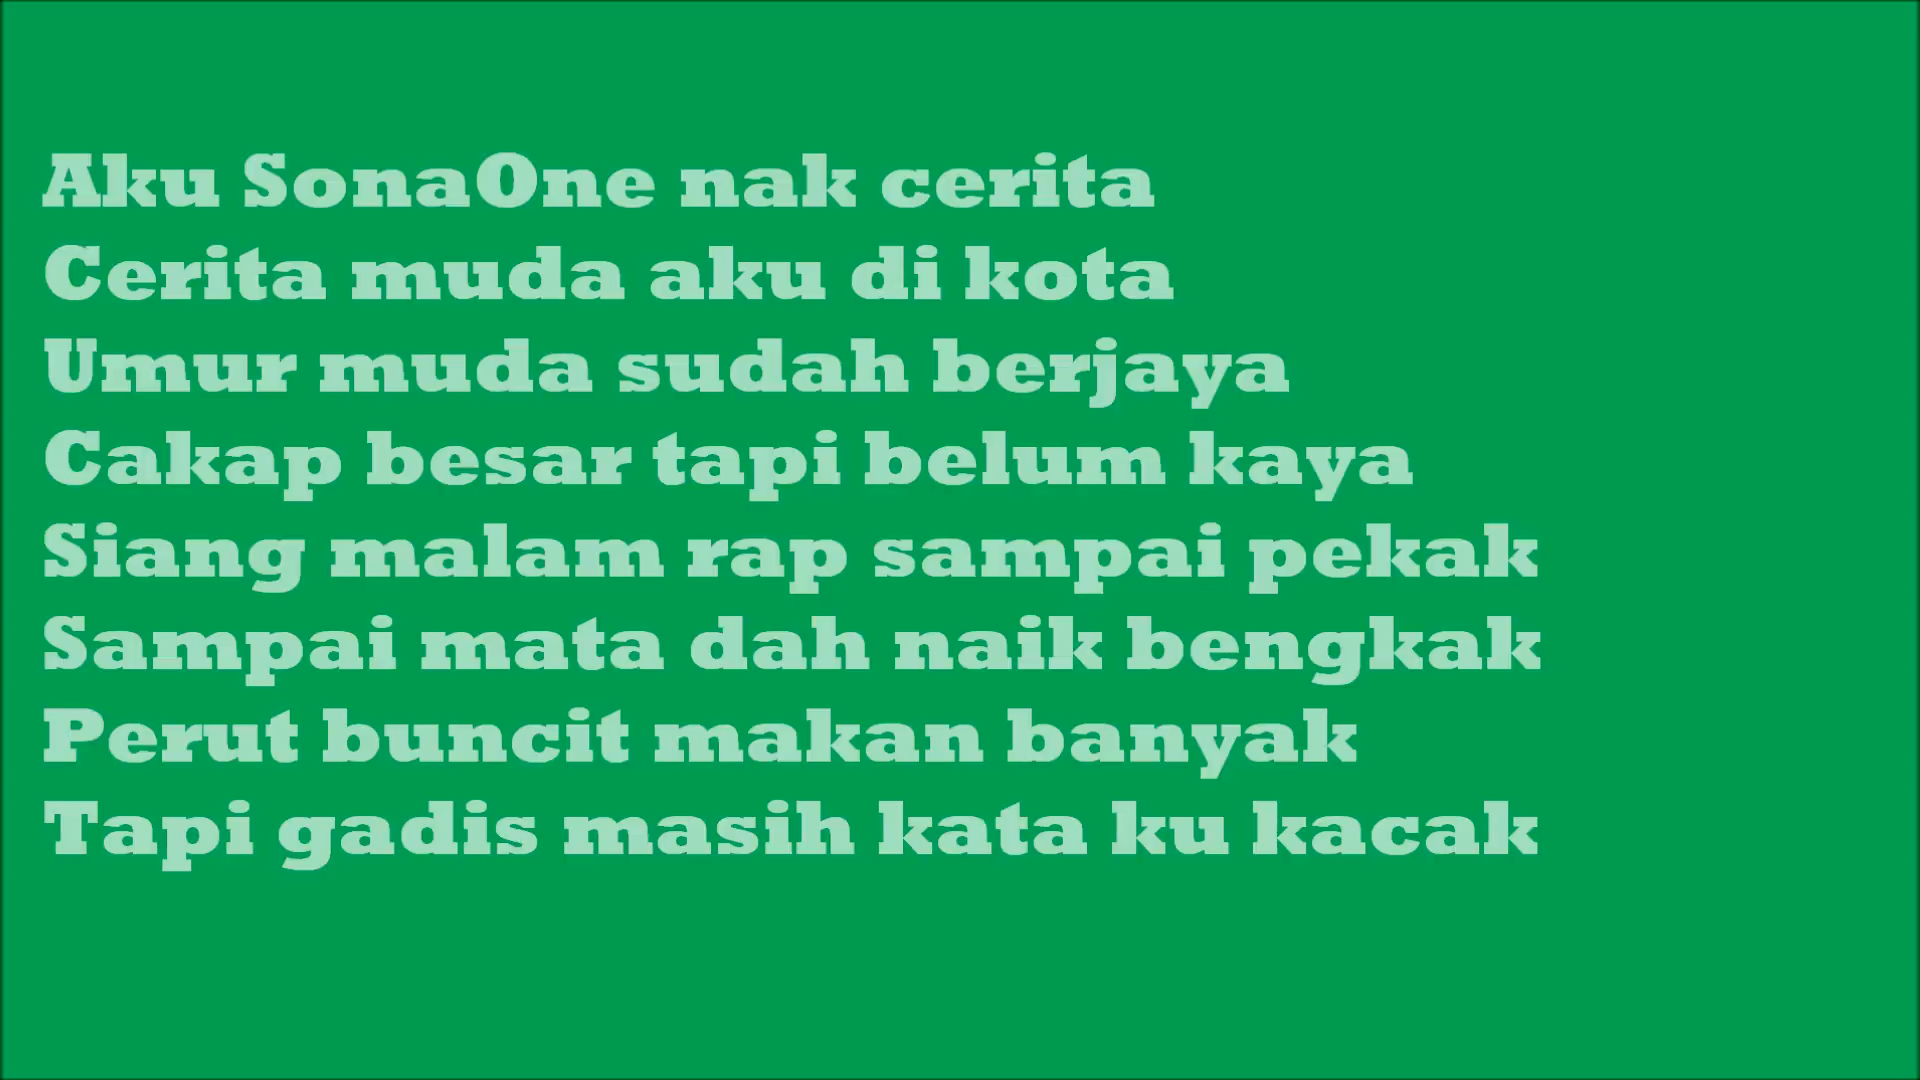 Aku SonaOne nak cerita
Cerita muda aku di kota
Umur muda sudah berjaya
Cakap besar tapi belum kaya
Siang malam rap sampai pekak
Sampai mata dah naik bengkak
Perut buncit makan banyak
Tapi gadis masih kata ku kacak